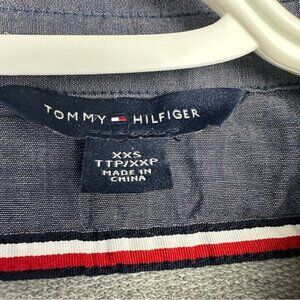 TOMMY HILFIGER
XXS
TTP/XXP
MADE IN
CHINA